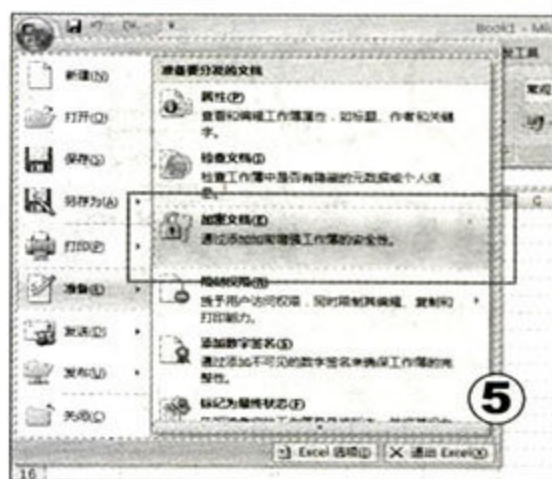 Book1 - Mic
发工具
新建(N)
打开(O)
保存(S)
另存为(A)
打印(P)
准备(E)
发送(D)
发布(U)
关闭(C)
准备要分发的文档
属性(P)
查看和编辑工作簿属性，如标题、作者和关键
字。
检查文档(I)
检查工作簿中是否有隐藏的元数据或个人信
息。
加密文档(E)
通过添加加密增强工作簿的安全性。
限制权限(R)
授予用户访问权限，同时限制其编辑、复制和
打印能力。
添加数字签名(S)
通过添加不可见的数字签名来确保工作簿的完
整性。
标记为最终状态(F)
Excel 选项(I)
退出 Excel(X)
常规
G
16
5